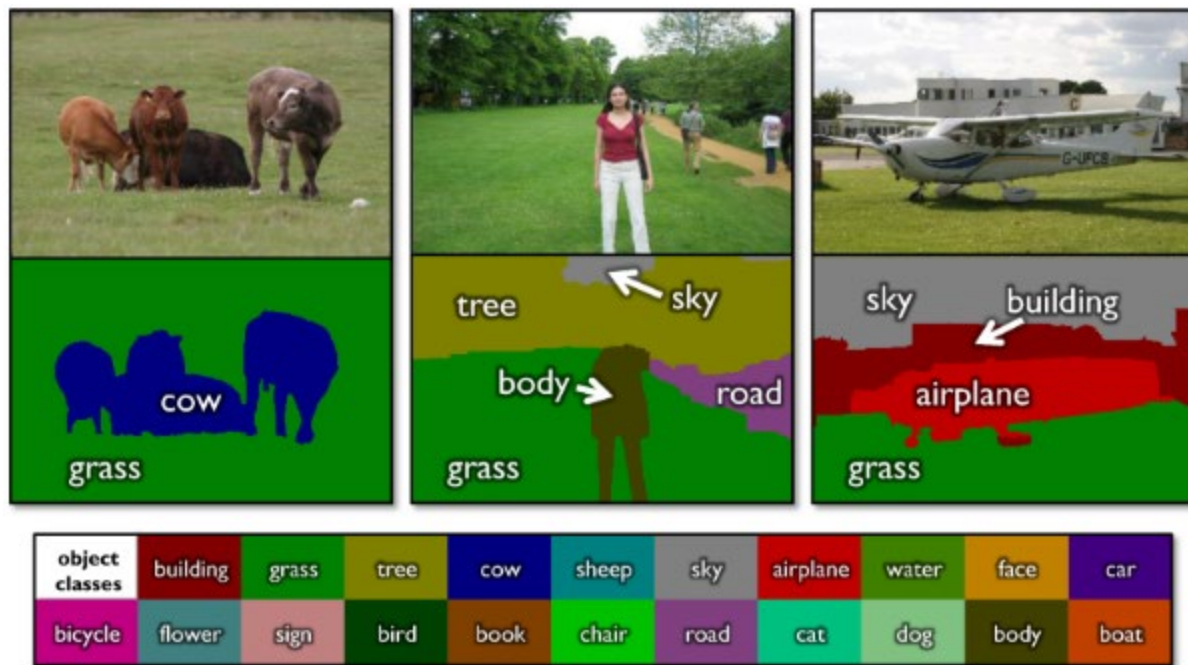 G-UFCB
tree
sky
body
road
grass
cow
grass
sky
building
airplane
grass
object classes building grass tree cow sheep sky airplane water face car
bicycle flower sign bird book chair road cat dog body boat